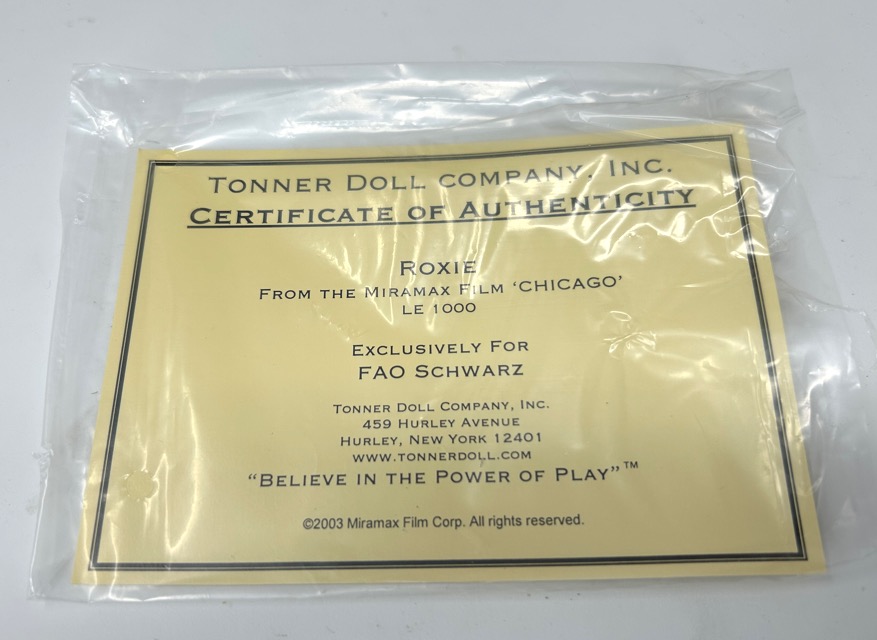 TONNER DOLL COMPANY, INC.
CERTIFICATE OF AUTHENTICITY
ROXIE
FROM THE MIRAMAX FILM ‘CHICAGO’
LE 1000
EXCLUSIVELY FOR
FAO SCHWARZ
TONNER DOLL COMPANY, INC.
459 HURLEY AVENUE
HURLEY, NEW YORK 12401
WWW.TONNERDOLL.COM
“BELIEVE IN THE POWER OF PLAY”™
©2003 Miramax Film Corp. All rights reserved.